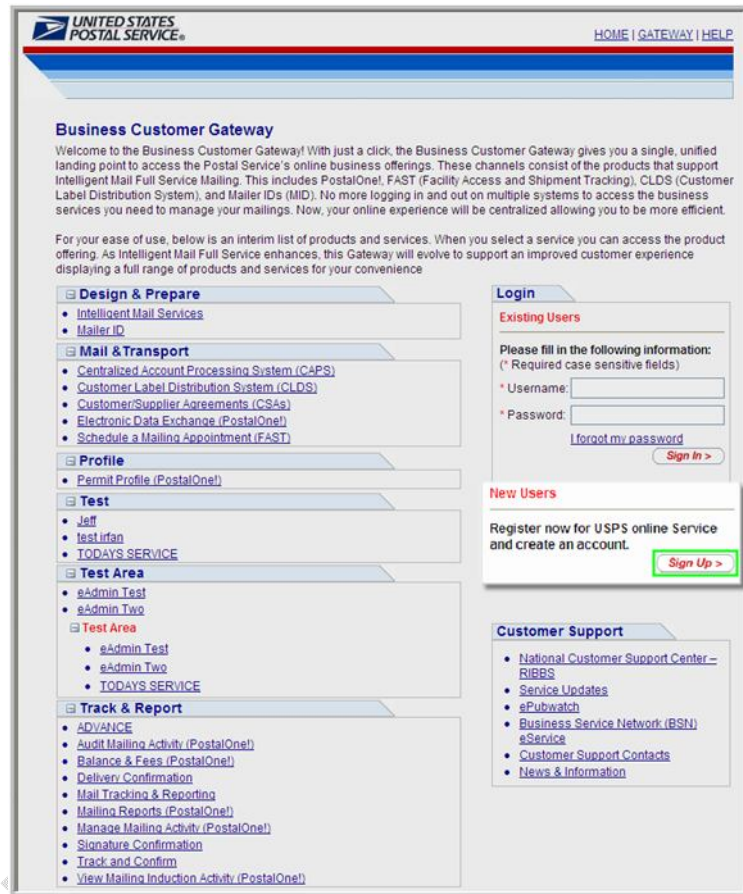 UNITED STATES
POSTAL SERVICE®
HOME | GATEWAY | HELP
Business Customer Gateway
Welcome to the Business Customer Gateway! With just a click, the Business Customer Gateway gives you a single, unified
landing point to access the Postal Service's online business offerings. These channels consist of the products that support
Intelligent Mail Full Service Mailing. This includes PostalOne!, FAST (Facility Access and Shipment Tracking), CLDS (Customer
Label Distribution System), and Mailer IDs (MID). No more logging in and out on multiple systems to access the business
services you need to manage your mailings. Now, your online experience will be centralized allowing you to be more efficient.
For your ease of use, below is an interim list of products and services. When you select a service you can access the product
offering. As Intelligent Mail Full Service enhances, this Gateway will evolve to support an improved customer experience
displaying a full range of products and services for your convenience
Design & Prepare
• Intelligent Mail Services
• Mailer ID
Mail &Transport
• Centralized Account Processing System (CAPS)
• Customer Label Distribution System (CLDS)
• Customer/Supplier Agreements (CSAs)
• Electronic Data Exchange (PostalOne!)
• Schedule a Mailing Appointment (FAST)
Profile
• Permit Profile (PostalOne!)
Test
• Jeff
• test irfan
• TODAYS SERVICE
Test Area
• eAdmin Test
• eAdmin Two
Test Area
• eAdmin Test
• eAdmin Two
• TODAYS SERVICE
Track & Report
• ADVANCE
• Audit Mailing Activity (PostalOne!)
• Balance & Fees (PostalOne!)
• Delivery Confirmation
• Mail Tracking & Reporting
• Mailing Reports (PostalOne!)
• Manage Mailing Activity (PostalOne!)
• Signature Confirmation
• Track and Confirm
• View Mailing Induction Activity (PostalOne!)
Login
Existing Users
Please fill in the following information:
(* Required case sensitive fields)
* Username:
* Password:
I forgot my password
Sign In >
New Users
Register now for USPS online Service
and create an account.
Sign Up >
Customer Support
• National Customer Support Center –
RIBBS
• Service Updates
• ePubwatch
• Business Service Network (BSN)
eService
• Customer Support Contacts
• News & Information